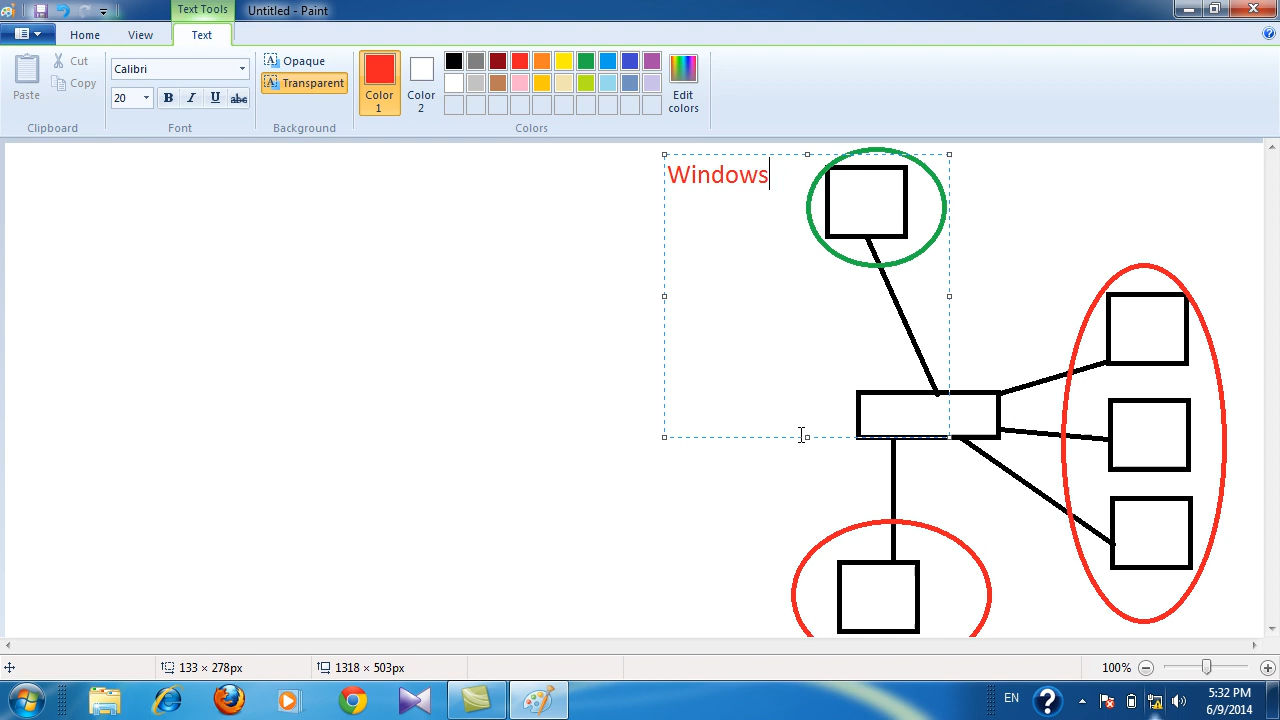 Text Tools
Untitled - Paint
Home
View
Text
Paste
Cut
Copy
Clipboard
Calibri
20
B I U abc
Font
Opaque
Transparent
Background
Color 1
Color 2
Edit colors
Colors
Windows
133 × 278px
1318 × 503px
100%
EN
5:32 PM
6/9/2014